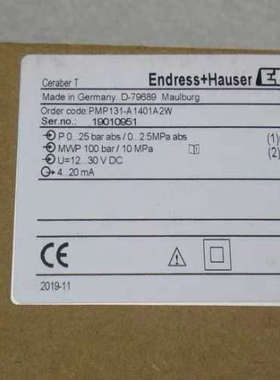 Ceraber T
Endress+Hauser E
Made in Germany D-79689 Maulburg
Order code: PMP131-A1401A2W
Ser.no.: 19010951
P 0...25 bar abs / 0...2.5MPa abs (1)
MWP 100 bar / 10 MPa (2)
U=12...30 V DC
4...20 mA
CE
2019-11